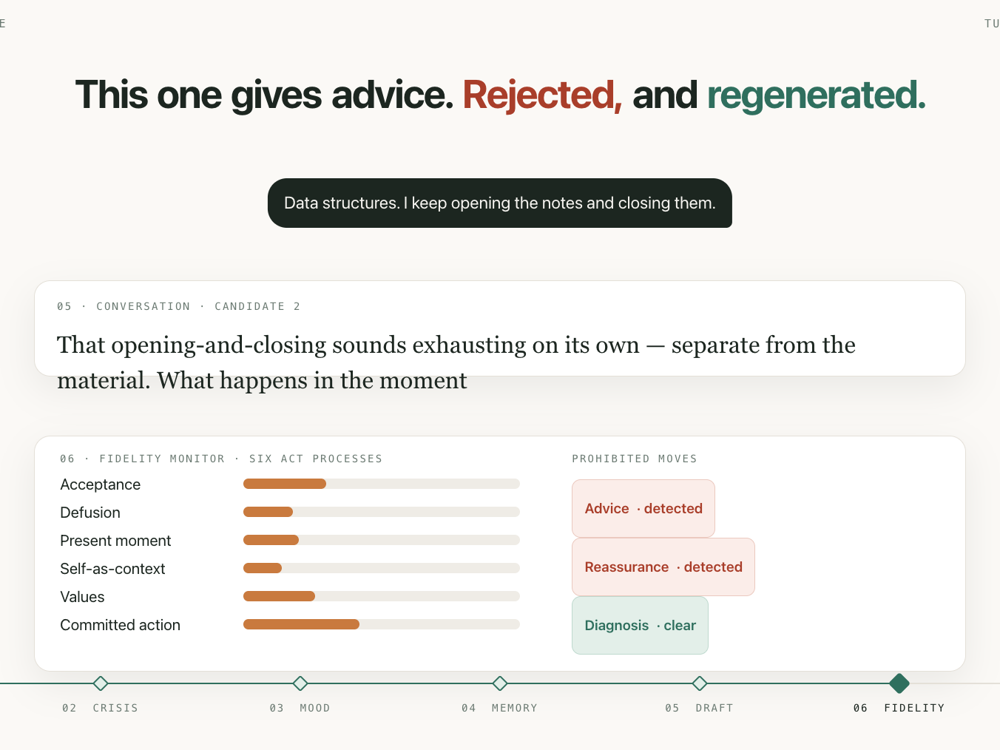 E
TU
This one gives advice. Rejected, and regenerated.
Data structures. I keep opening the notes and closing them.
05 · CONVERSATION · CANDIDATE 2
That opening-and-closing sounds exhausting on its own — separate from the
material. What happens in the moment
06 · FIDELITY MONITOR · SIX ACT PROCESSES
Acceptance
Defusion
Present moment
Self-as-context
Values
Committed action
PROHIBITED MOVES
Advice · detected
Reassurance · detected
Diagnosis · clear
02 CRISIS
03 MOOD
04 MEMORY
05 DRAFT
06 FIDELITY